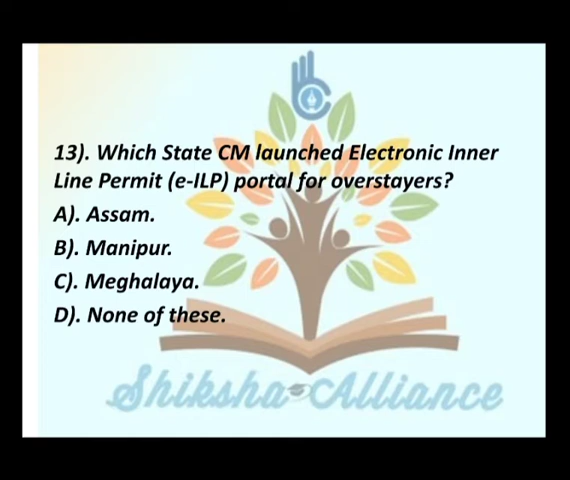 13). Which State CM launched Electronic Inner
Line Permit (e-ILP) portal for overstayers?
A). Assam.
B). Manipur.
C). Meghalaya.
D). None of these.
Shiksha Alliance